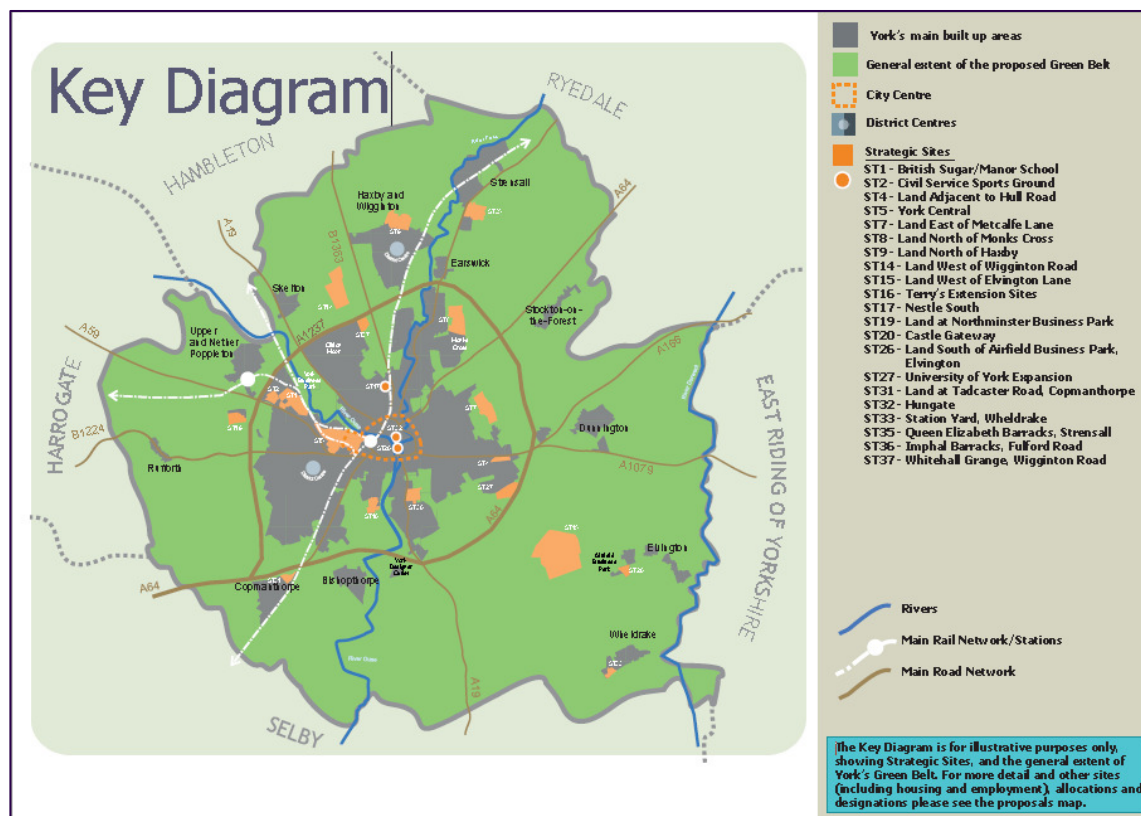 Key Diagram
HAMBLETON
RYEDALE
HARROGATE
SELBY
EAST RIDING OF YORKSHIRE
Strensall
Haxby and
Wigginton
Earswick
Skelton
Stockton-on-
the-Forest
Upper
and Nether
Poppleton
Dunnington
Rufforth
Elvington
Copmanthorpe
Bishopthorpe
Wheldrake
A19
B1363
A64
A59
A1237
A166
B1224
A1079
A64
A64
A19
York's main built up areas
General extent of the proposed Green Belt
City Centre
District Centres
Strategic Sites
ST1 - British Sugar/Manor School
ST2 - Civil Service Sports Ground
ST4 - Land Adjacent to Hull Road
ST5 - York Central
ST7 - Land East of Metcalfe Lane
ST8 - Land North of Monks Cross
ST9 - Land North of Haxby
ST14 - Land West of Wigginton Road
ST15 - Land West of Elvington Lane
ST16 - Terry's Extension Sites
ST17 - Nestle South
ST19 - Land at Northminster Business Park
ST20 - Castle Gateway
ST26 - Land South of Airfield Business Park,
Elvington
ST27 - University of York Expansion
ST31 - Land at Tadcaster Road, Copmanthorpe
ST32 - Hungate
ST33 - Station Yard, Wheldrake
ST35 - Queen Elizabeth Barracks, Strensall
ST36 - Imphal Barracks, Fulford Road
ST37 - Whitehall Grange, Wigginton Road
Rivers
Main Rail Network/Stations
Main Road Network
The Key Diagram is for illustrative purposes only,
showing Strategic Sites, and the general extent of
York's Green Belt. For more detail and other sites
(including housing and employment), allocations and
designations please see the proposals map.